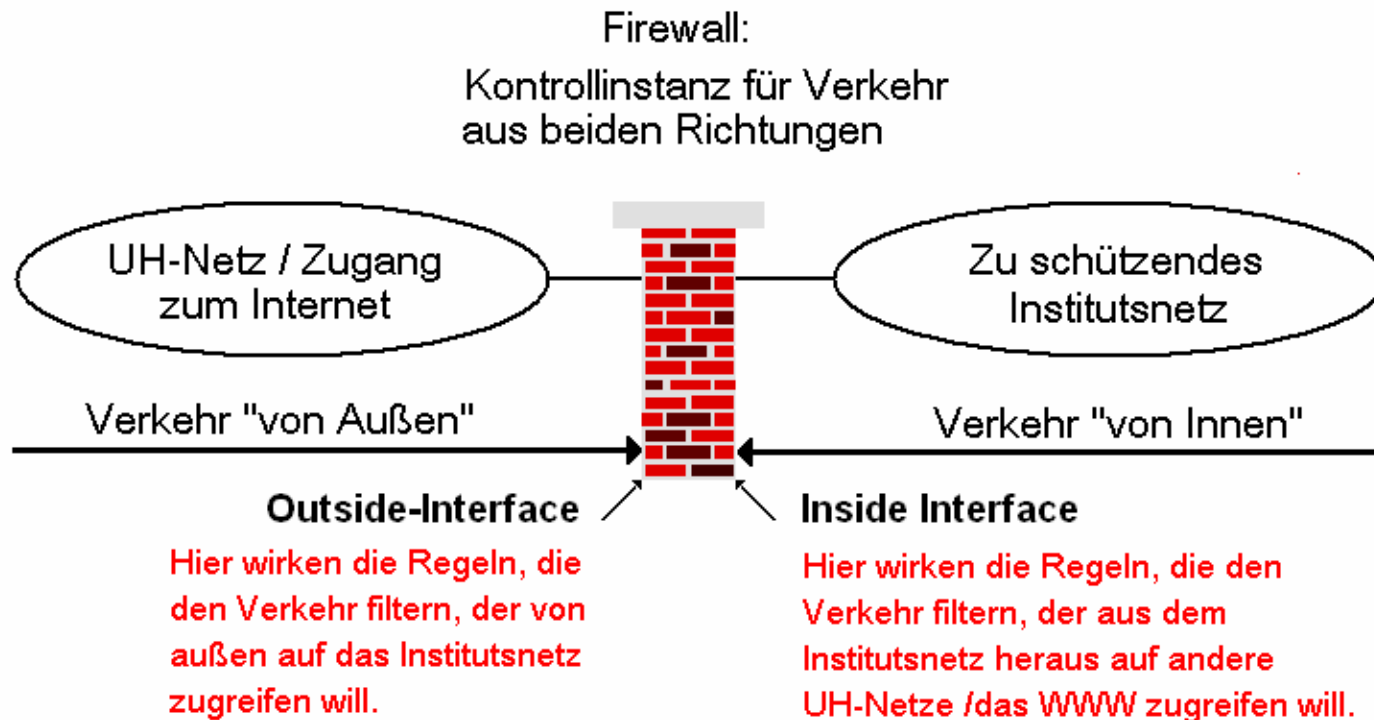 Firewall:
Kontrollinstanz für Verkehr
aus beiden Richtungen
UH-Netz / Zugang
zum Internet
Zu schützendes
Institutsnetz
Verkehr "von Außen"
Verkehr "von Innen"
Outside-Interface
Inside Interface
Hier wirken die Regeln, die
den Verkehr filtern, der von
außen auf das Institutsnetz
zugreifen will.
Hier wirken die Regeln, die den
Verkehr filtern, der aus dem
Institutsnetz heraus auf andere
UH-Netze /das WWW zugreifen will.